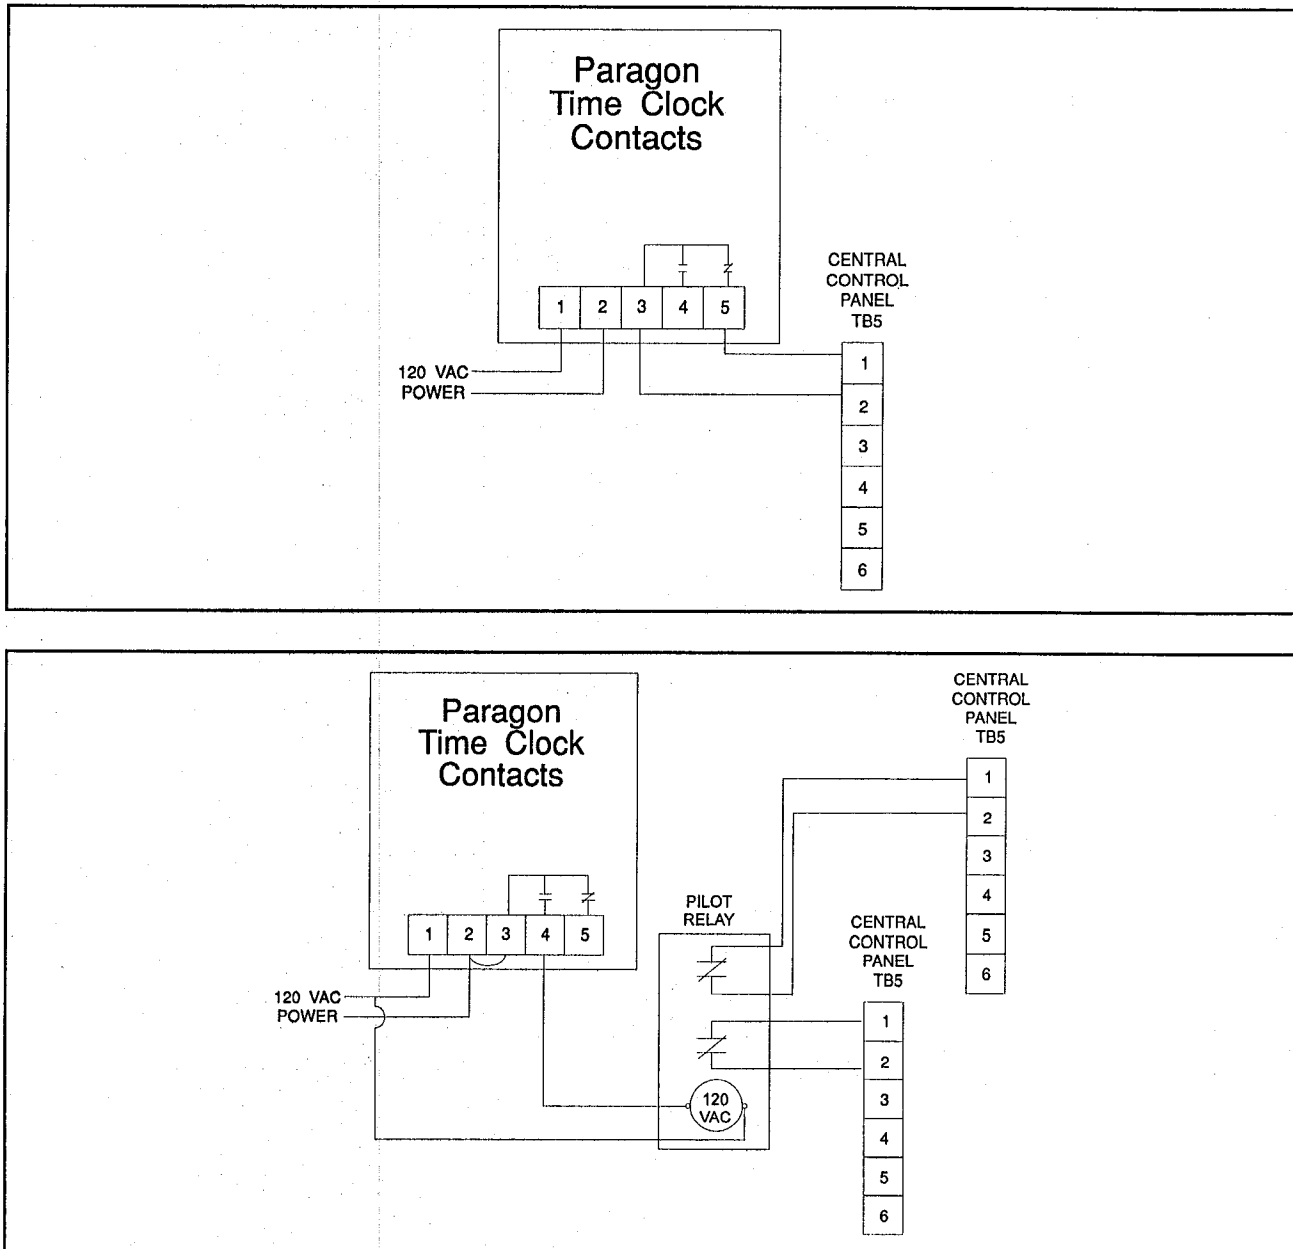 Paragon
Time Clock
Contacts
1 2 3 4 5
CENTRAL
CONTROL
PANEL
TB5
120 VAC
POWER
1
2
3
4
5
6
Paragon
Time Clock
Contacts
1 2 3 4 5
120 VAC
POWER
PILOT
RELAY
120
VAC
CENTRAL
CONTROL
PANEL
TB5
1
2
3
4
5
6
CENTRAL
CONTROL
PANEL
TB5
1
2
3
4
5
6